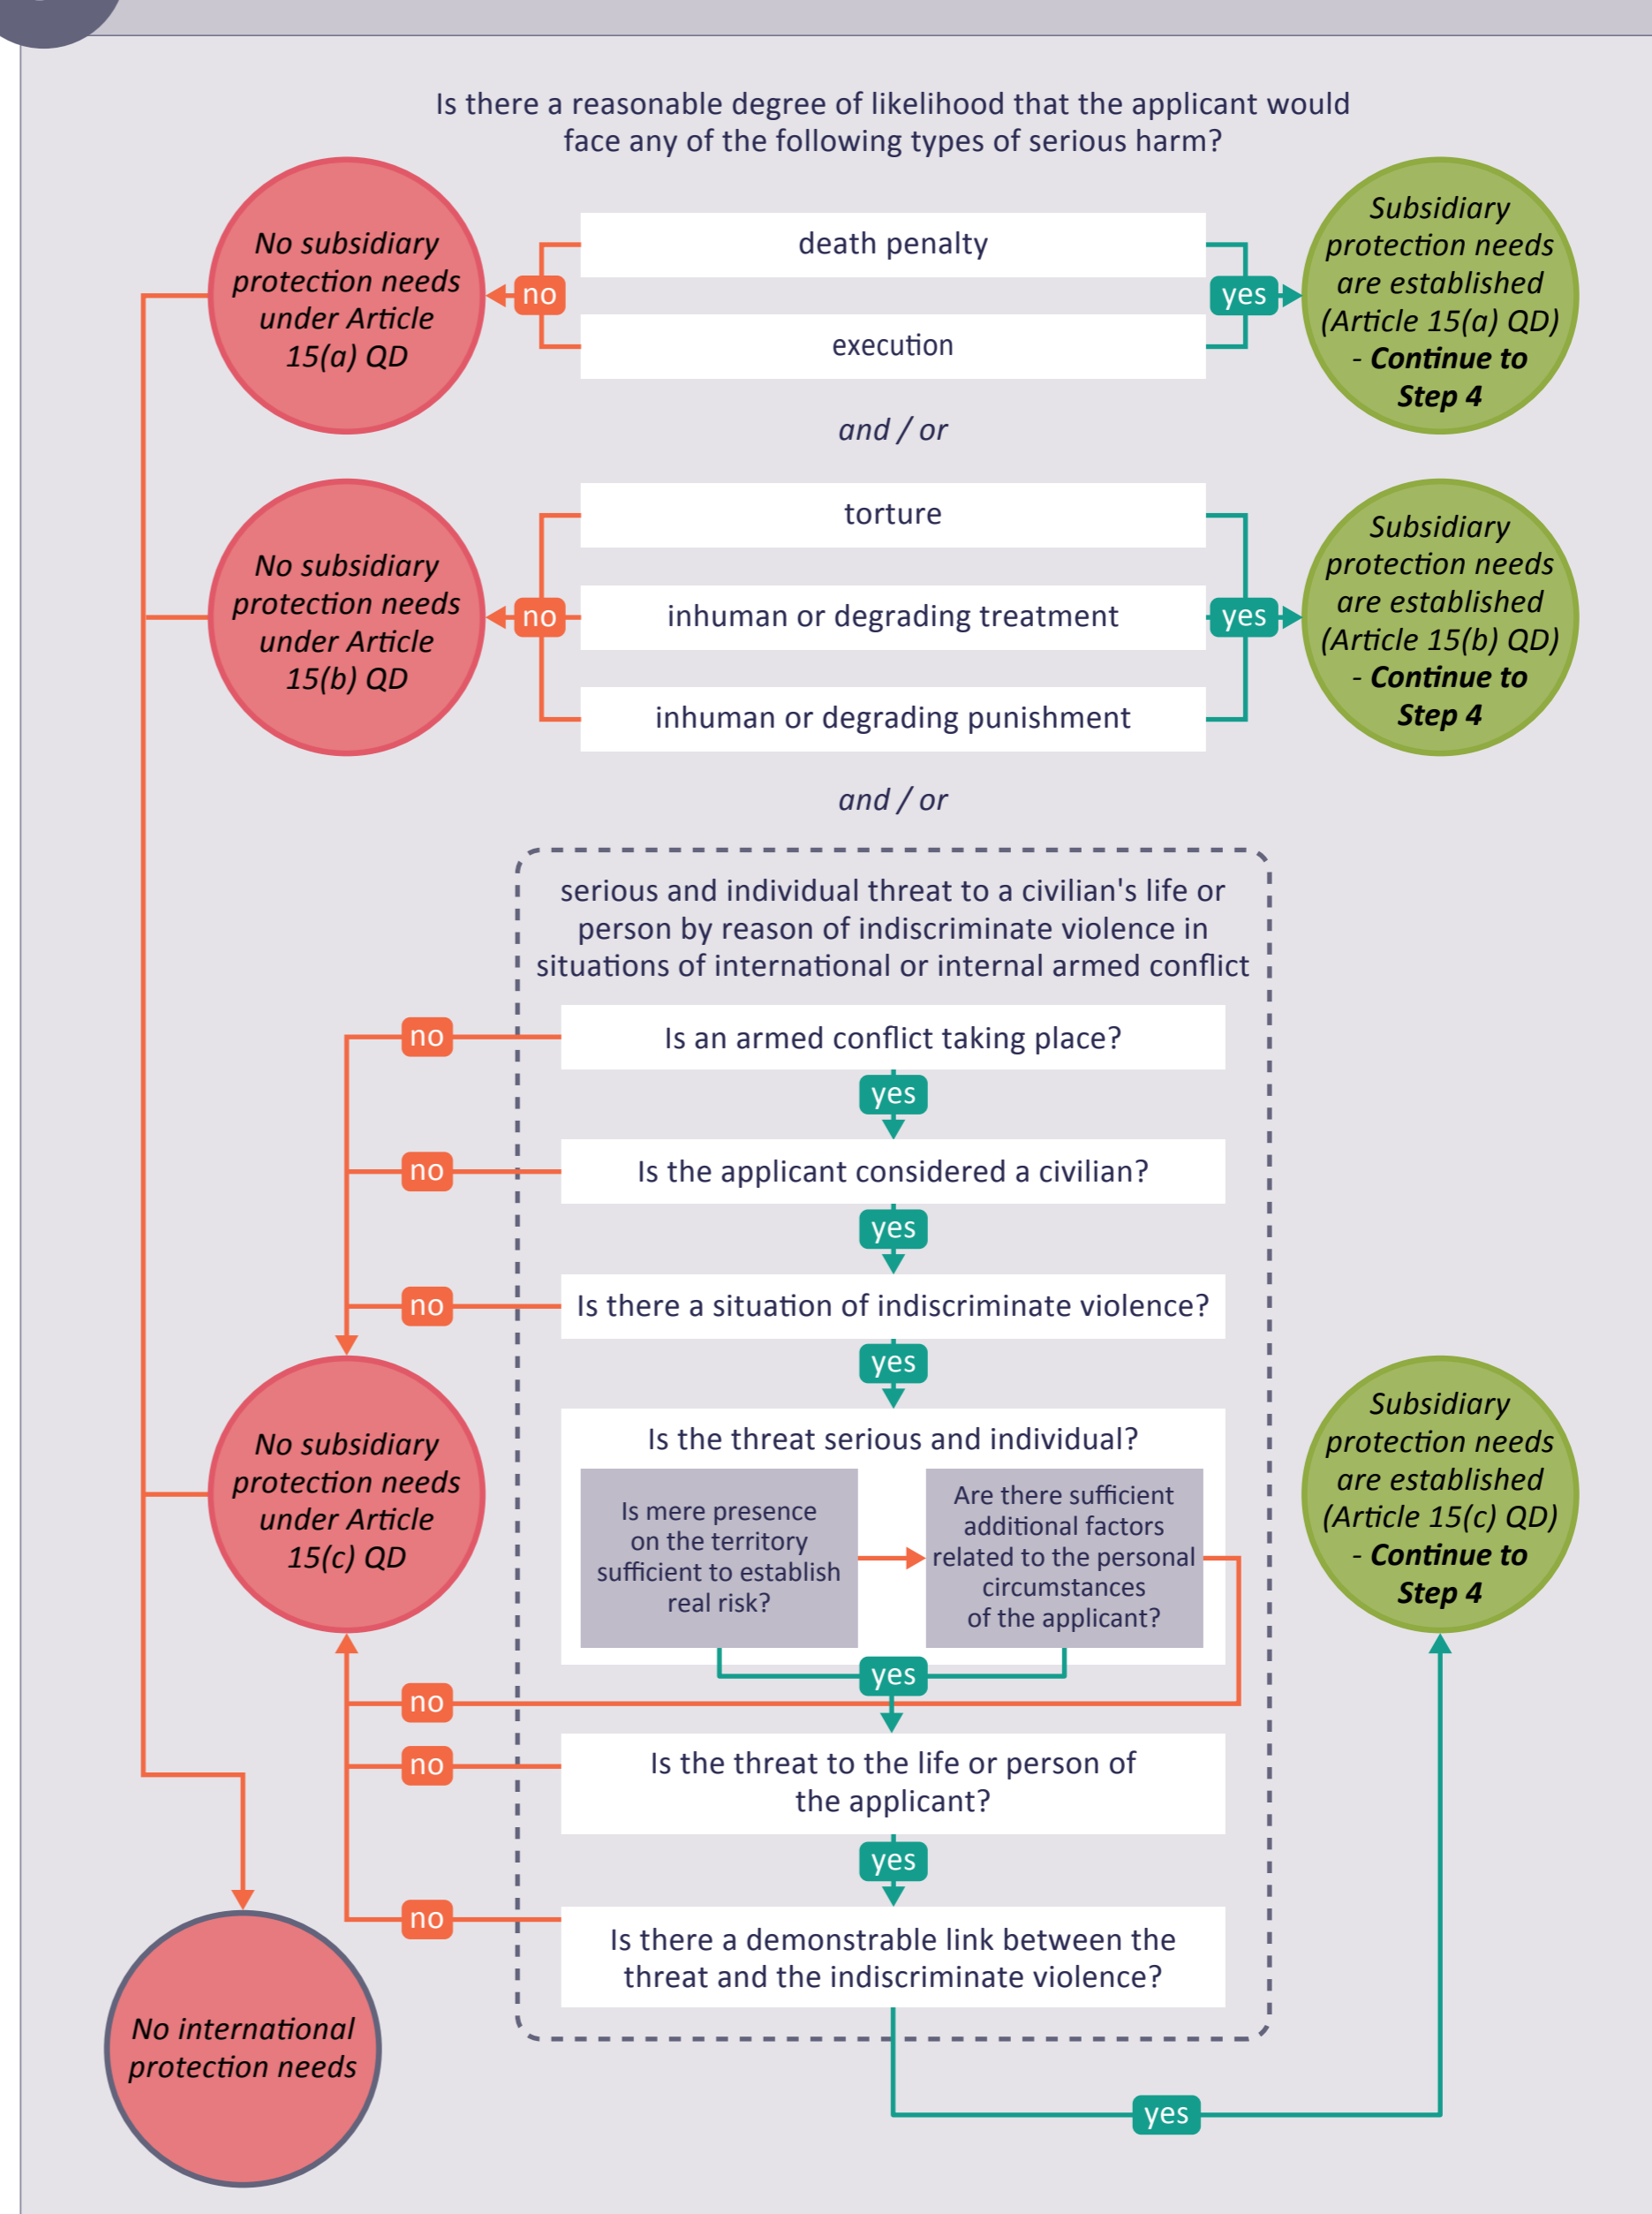 Is there a reasonable degree of likelihood that the applicant would
face any of the following types of serious harm?
No subsidiary
protection needs
under Article
15(a) QD
no
death penalty
execution
yes
Subsidiary
protection needs
are established
(Article 15(a) QD)
- Continue to
Step 4
and / or
No subsidiary
protection needs
under Article
15(b) QD
no
torture
inhuman or degrading treatment
inhuman or degrading punishment
yes
Subsidiary
protection needs
are established
(Article 15(b) QD)
- Continue to
Step 4
and / or
serious and individual threat to a civilian's life or
person by reason of indiscriminate violence in
situations of international or internal armed conflict
no
Is an armed conflict taking place?
yes
no
Is the applicant considered a civilian?
yes
no
Is there a situation of indiscriminate violence?
yes
No subsidiary
protection needs
under Article
15(c) QD
Is the threat serious and individual?
Is mere presence
on the territory
sufficient to establish
real risk?
Are there sufficient
additional factors
related to the personal
circumstances
of the applicant?
Subsidiary
protection needs
are established
(Article 15(c) QD)
- Continue to
Step 4
yes
no
no
Is the threat to the life or person of
the applicant?
yes
no
Is there a demonstrable link between the
threat and the indiscriminate violence?
No international
protection needs
yes